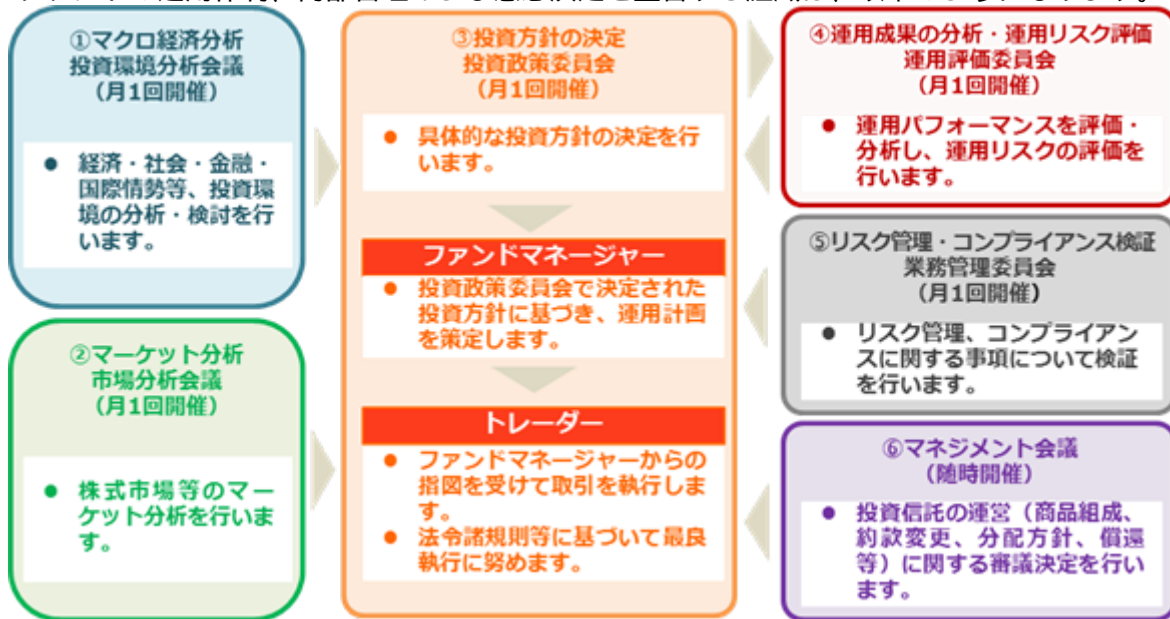 ①マクロ経済分析
投資環境分析会議
(月1回開催)
● 経済・社会・金融・
国際情勢等、投資環
境の分析・検討を行
います。
②マーケット分析
市場分析会議
(月1回開催)
● 株式市場等のマー
ケット分析を行いま
す。
③投資方針の決定
投資政策委員会
(月1回開催)
● 具体的な投資方針の決定を行
います。
ファンドマネージャー
● 投資政策委員会で決定された
投資方針に基づき、運用計画
を策定します。
トレーダー
● ファンドマネージャーからの
指図を受けて取引を執行しま
す。
● 法令諸規則等に基づいて最良
執行に努めます。
④運用成果の分析・運用リスク評価
運用評価委員会
(月1回開催)
● 運用パフォーマンスを評価・
分析し、運用リスクの評価を
行います。
⑤リスク管理・コンプライアンス検証
業務管理委員会
(月1回開催)
● リスク管理、コンプライアン
スに関する事項について検証
を行います。
⑥マネジメント会議
(随時開催)
● 投資信託の運営(商品組成、
約款変更、分配方針、償還
等)に関する審議決定を行い
ます。